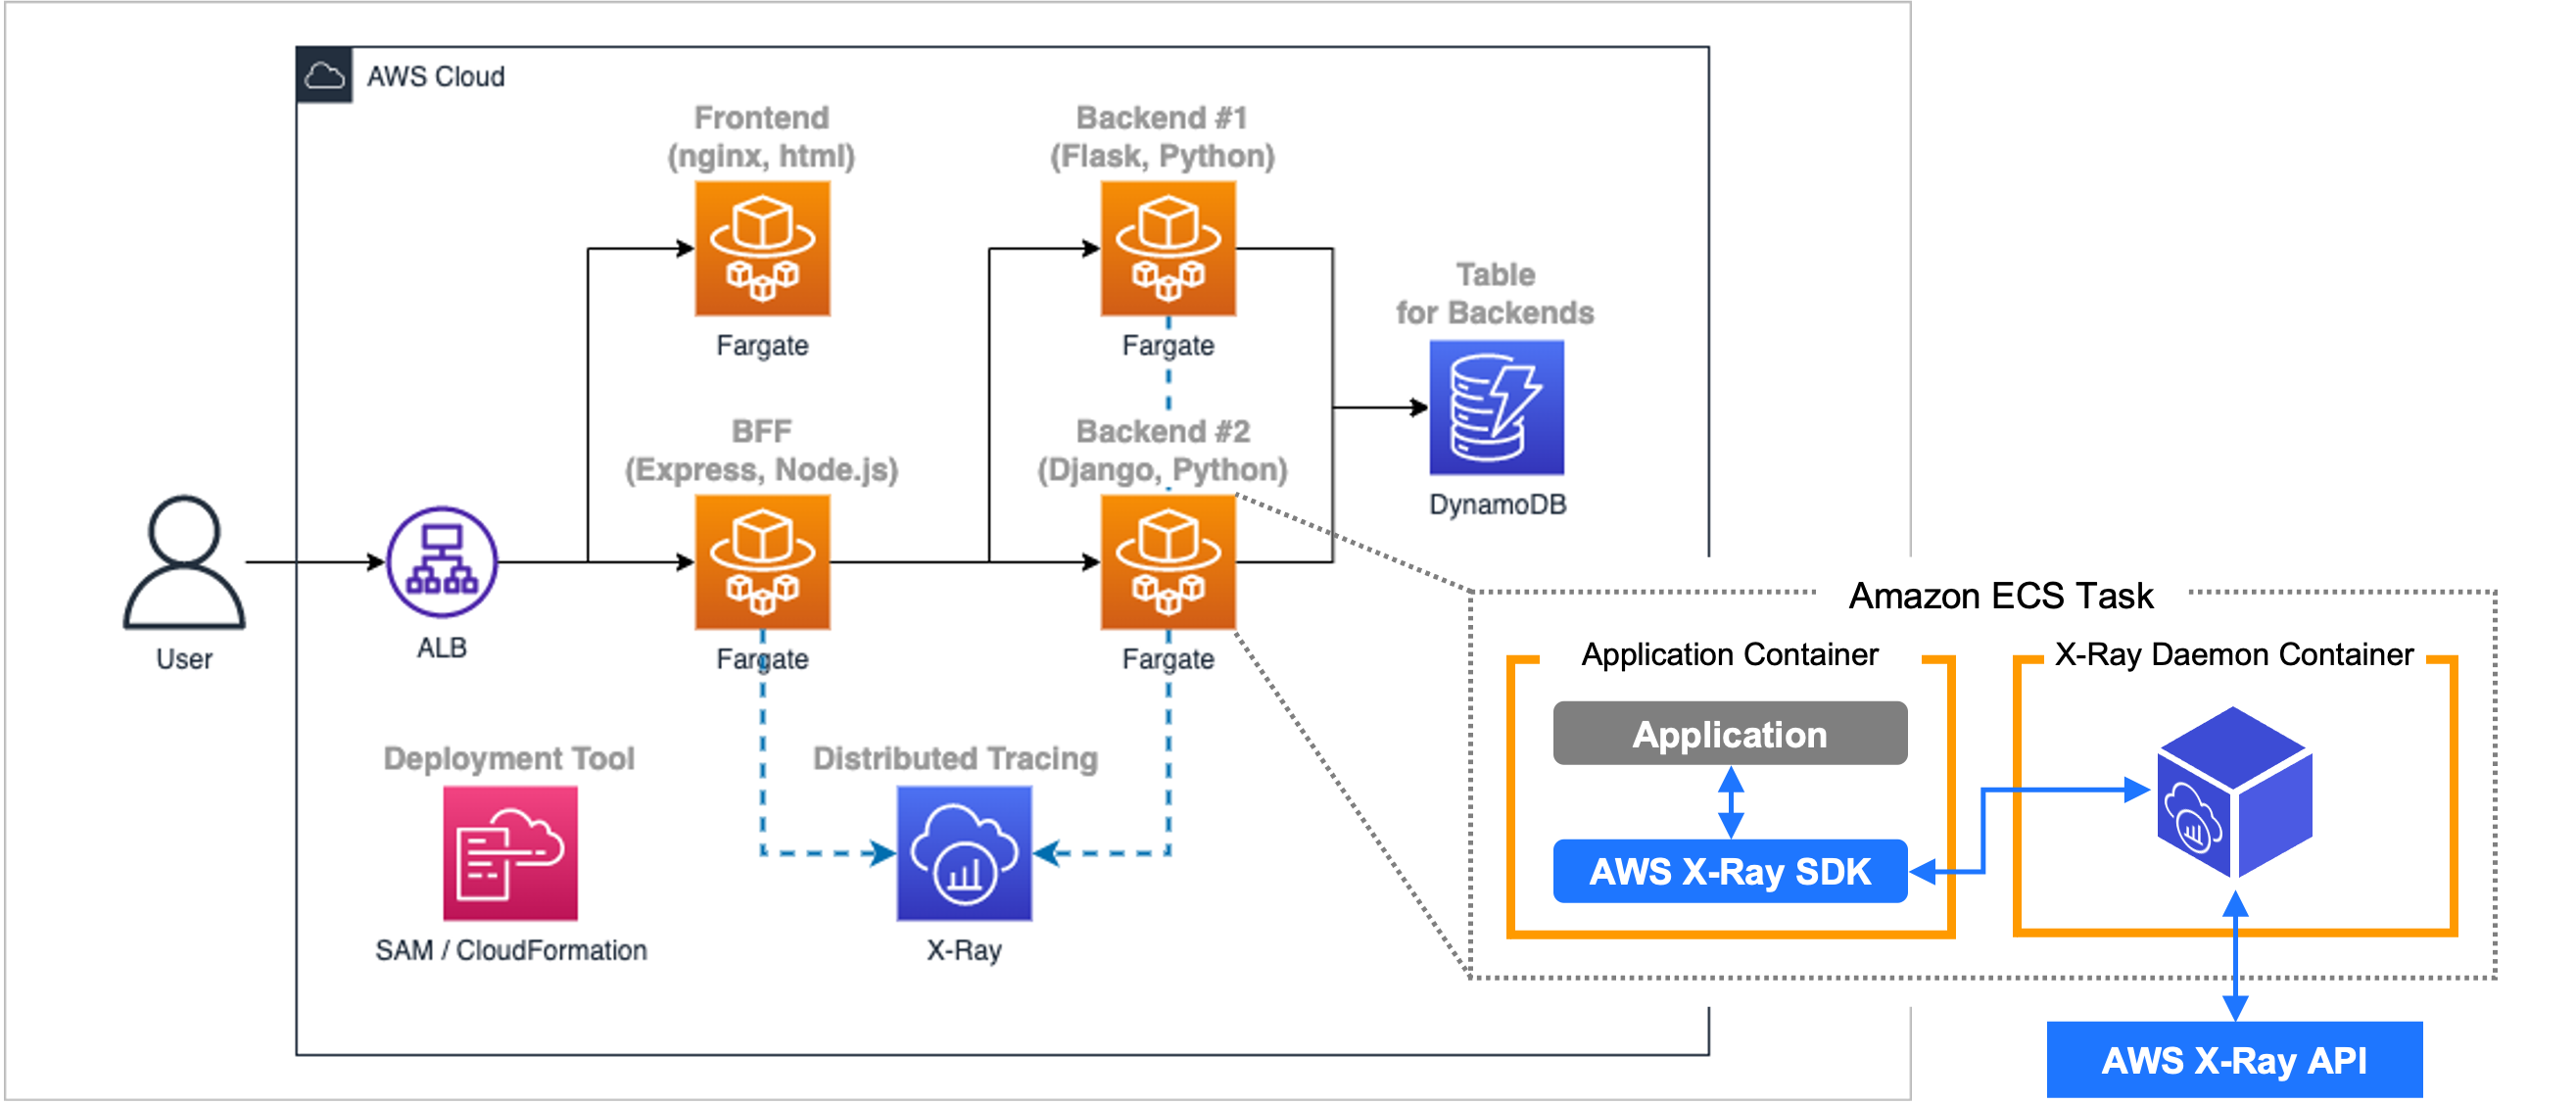 AWS Cloud
Frontend
(nginx, html)
Fargate
Backend #1
(Flask, Python)
Fargate
Table
for Backends
DynamoDB
BFF
(Express, Node.js)
Fargate
Backend #2
(Django, Python)
Fargate
User
ALB
Deployment Tool
SAM / CloudFormation
Distributed Tracing
X-Ray
Amazon ECS Task
Application Container
Application
AWS X-Ray SDK
X-Ray Daemon Container
AWS X-Ray API